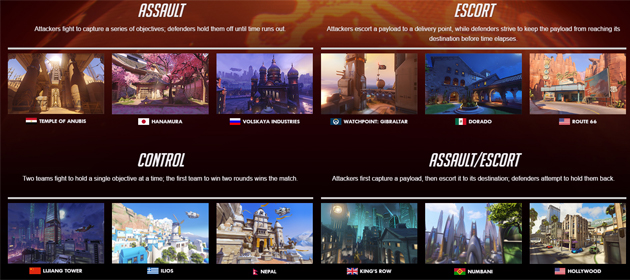 ASSAULT
Attackers fight to capture a series of objectives; defenders hold them off until time runs out.
TEMPLE OF ANUBIS
HANAMURA
VOLSKAYA INDUSTRIES
ESCORT
Attackers escort a payload to a delivery point, while defenders strive to keep the payload from reaching its
destination before time elapses.
WATCHPOINT: GIBRALTAR
DORADO
ROUTE 66
CONTROL
Two teams fight to hold a single objective at a time; the first team to win two rounds wins the match.
LIJIANG TOWER
ILIOS
NEPAL
ASSAULT/ESCORT
Attackers first capture a payload, then escort it to its destination; defenders attempt to hold them back.
KING'S ROW
NUMBANI
HOLLYWOOD